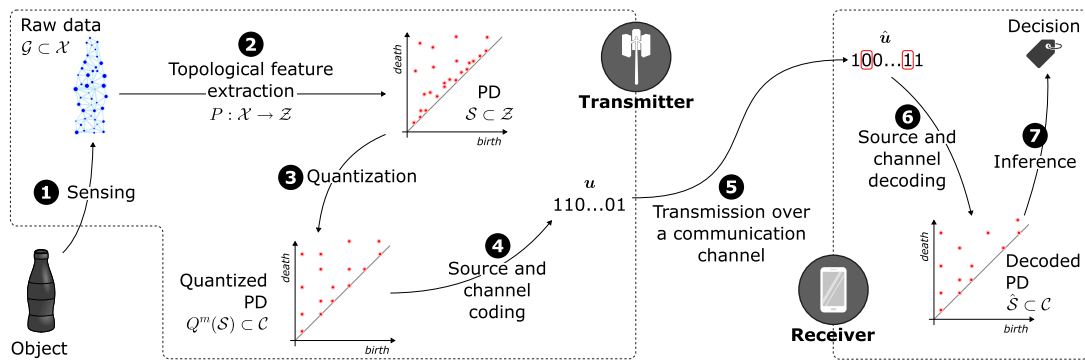 Raw data
𝒢 ⊂ 𝒳
1 Sensing
Object
2
Topological feature
extraction
P : 𝒳 → 𝒵
death
PD
𝒮 ⊂ 𝒵
birth
3 Quantization
Quantized
PD
Q^m(𝒮) ⊂ 𝒞
death
birth
4
Source and
channel
coding
u
110...01
Transmitter
5
Transmission over
a communication
channel
Receiver
û
100...11
6
Source and
channel
decoding
death
Decoded
PD
𝒮̂ ⊂ 𝒞
birth
7
Inference
Decision